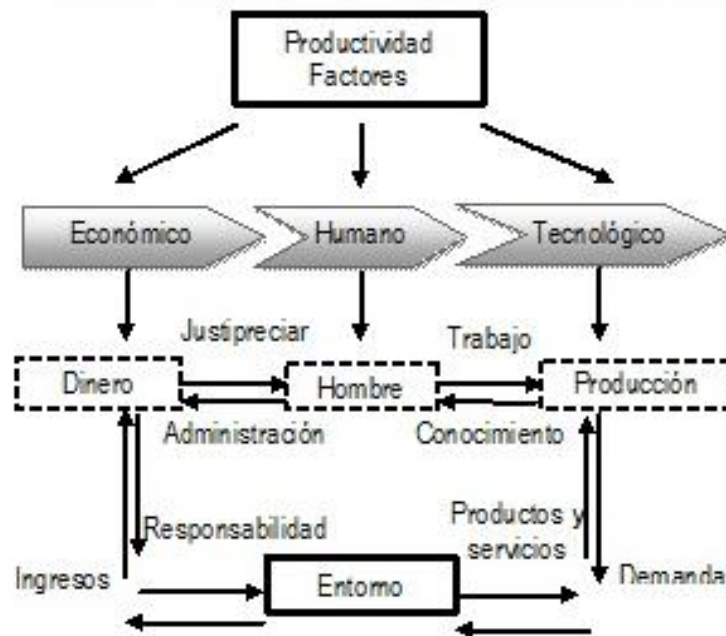 Productividad
Factores
Económico
Humano
Tecnológico
Justipreciar
Trabajo
Dinero
Hombre
Producción
Administración
Conocimiento
Responsabilidad
Productos y
servicios
Ingresos
Entorno
Demanda